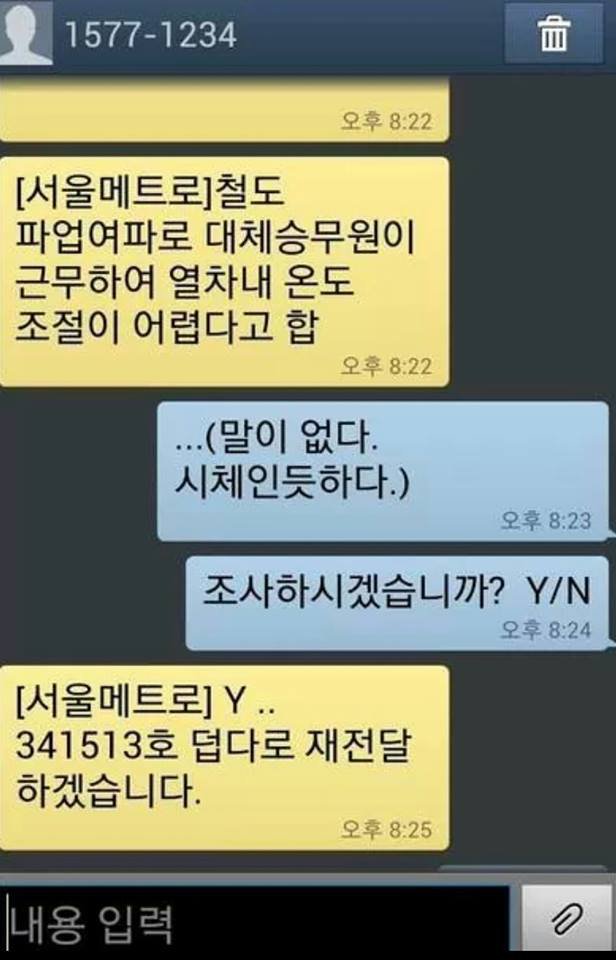 1577-1234
오후 8:22
[서울메트로]철도
파업여파로 대체승무원이
근무하여 열차내 온도
조절이 어렵다고 합
오후 8:22
...(말이 없다.
시체인듯하다.)
오후 8:23
조사하시겠습니까? Y/N
오후 8:24
[서울메트로] Y ..
341513호 덥다로 재전달
하겠습니다.
오후 8:25
내용 입력